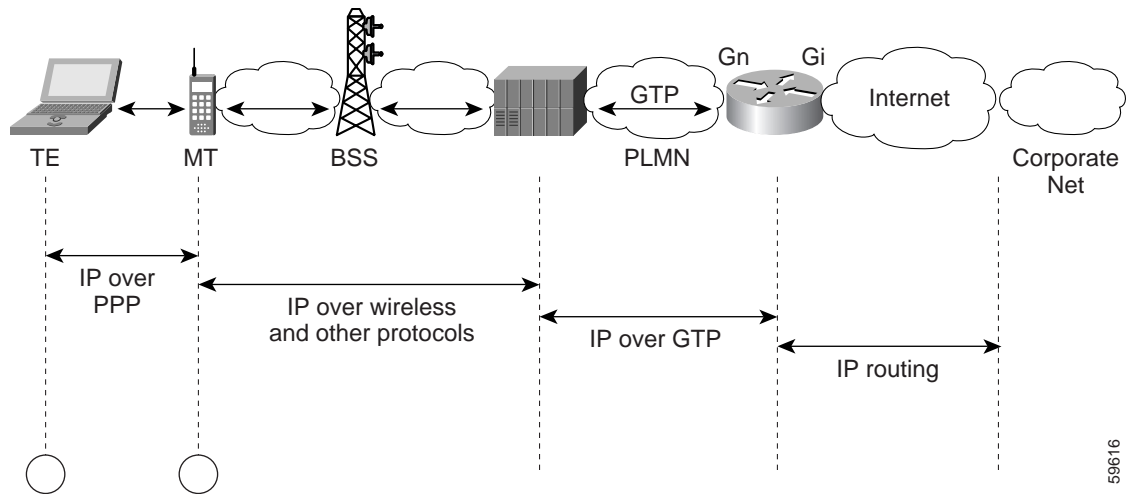 Gn
Gi
GTP
Internet
TE
MT
BSS
PLMN
Corporate
Net
IP over
PPP
IP over wireless
and other protocols
IP over GTP
IP routing
59616